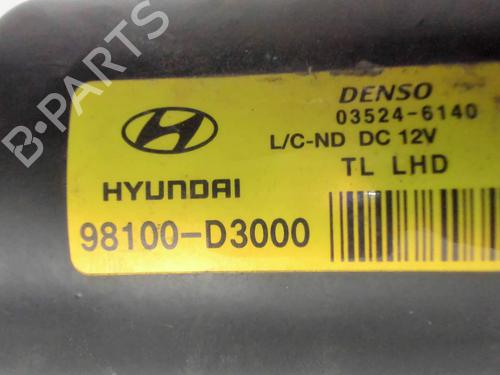 DENSO
03524-6140
L/C-ND DC 12V
TL LHD
HYUNDAI
98100-D3000
B-PARTS